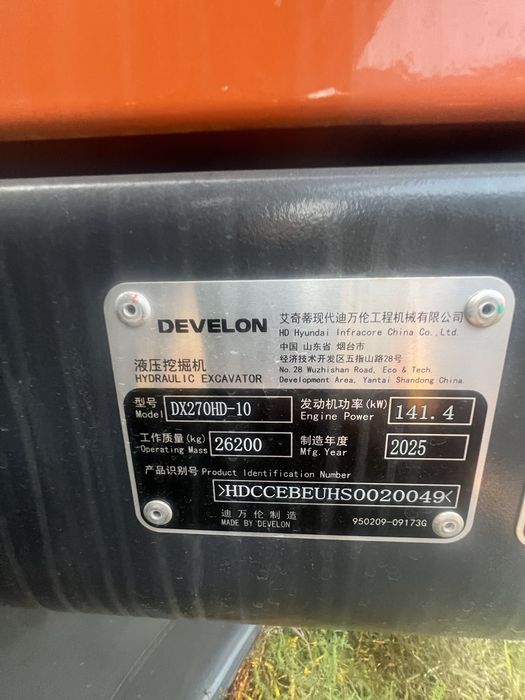 DEVELON
艾奇蒂现代迪万伦工程机械有限公司
HD Hyundai Infracore China Co., Ltd.
中国 山东省 烟台市
经济技术开发区五指山路28号
No. 28 Wuzhishan Road, Eco & Tech.
Development Area, Yantai Shandong China.
液压挖掘机
HYDRAULIC EXCAVATOR
型号 DX270HD-10 发动机功率(kW) 141.4
Model Engine Power
工作质量(kg) 26200 制造年度 2025
Operating Mass Mfg. Year
产品识别号 Product Identification Number
>HDCCEBEUHS0020049<
迪万伦制造
MADE BY DEVELON 950209-09173G